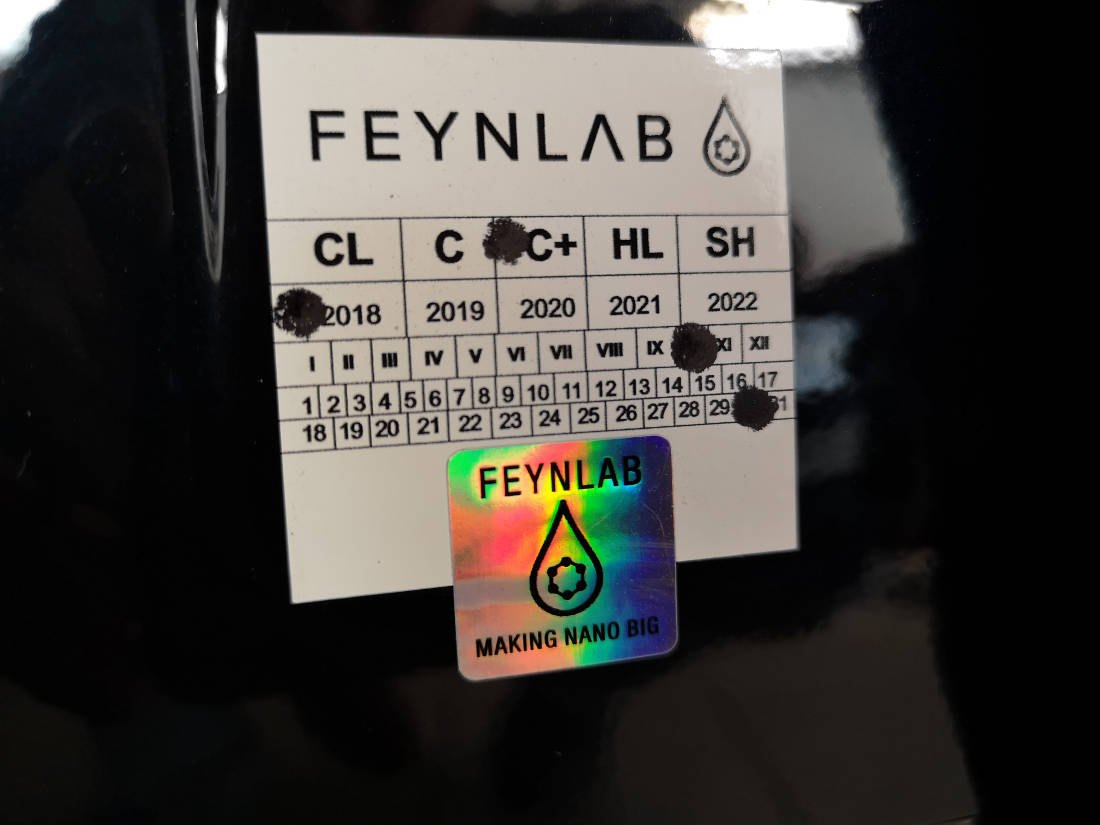 FEYNLAB
CL C C+ HL SH
2018 2019 2020 2021 2022
I II III IV V VI VII VIII IX XI XII
1 2 3 4 5 6 7 8 9 10 11 12 13 14 15 16 17
18 19 20 21 22 23 24 25 26 27 28 29 31
FEYNLAB
MAKING NANO BIG